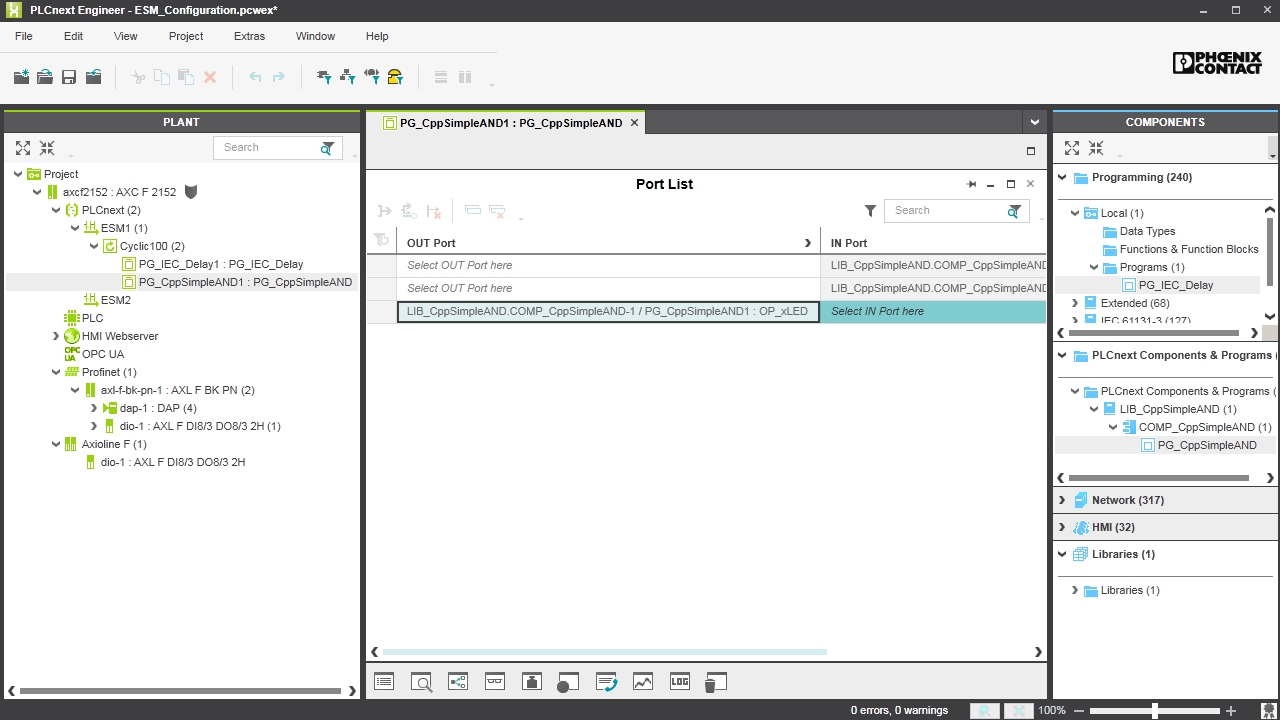 PLCnext Engineer - ESM_Configuration.pcwex*
File Edit View Project Extras Window Help
PHŒNIX
CONTACT
PLANT
Search
Project
axcf2152 : AXC F 2152
PLCnext (2)
ESM1 (1)
Cyclic100 (2)
PG_IEC_Delay1 : PG_IEC_Delay
PG_CppSimpleAND1 : PG_CppSimpleAND
ESM2
PLC
HMI Webserver
OPC UA OPC UA
Profinet (1)
axl-f-bk-pn-1 : AXL F BK PN (2)
dap-1 : DAP (4)
dio-1 : AXL F DI8/3 DO8/3 2H (1)
Axioline F (1)
dio-1 : AXL F DI8/3 DO8/3 2H
PG_CppSimpleAND1 : PG_CppSimpleAND
Port List
Search
OUT Port IN Port
Select OUT Port here LIB_CppSimpleAND.COMP_CppSimpleAND
Select OUT Port here LIB_CppSimpleAND.COMP_CppSimpleAND
LIB_CppSimpleAND.COMP_CppSimpleAND-1 / PG_CppSimpleAND1 : OP_xLED Select IN Port here
LOG
COMPONENTS
Programming (240)
Local (1)
Data Types
Functions & Function Blocks
Programs (1)
PG_IEC_Delay
Extended (68)
IEC 61131-3 (127)
PLCnext Components & Programs
PLCnext Components & Programs (
LIB_CppSimpleAND (1)
COMP_CppSimpleAND (1)
PG_CppSimpleAND
Network (317)
HMI (32)
Libraries (1)
Libraries (1)
0 errors, 0 warnings 100%